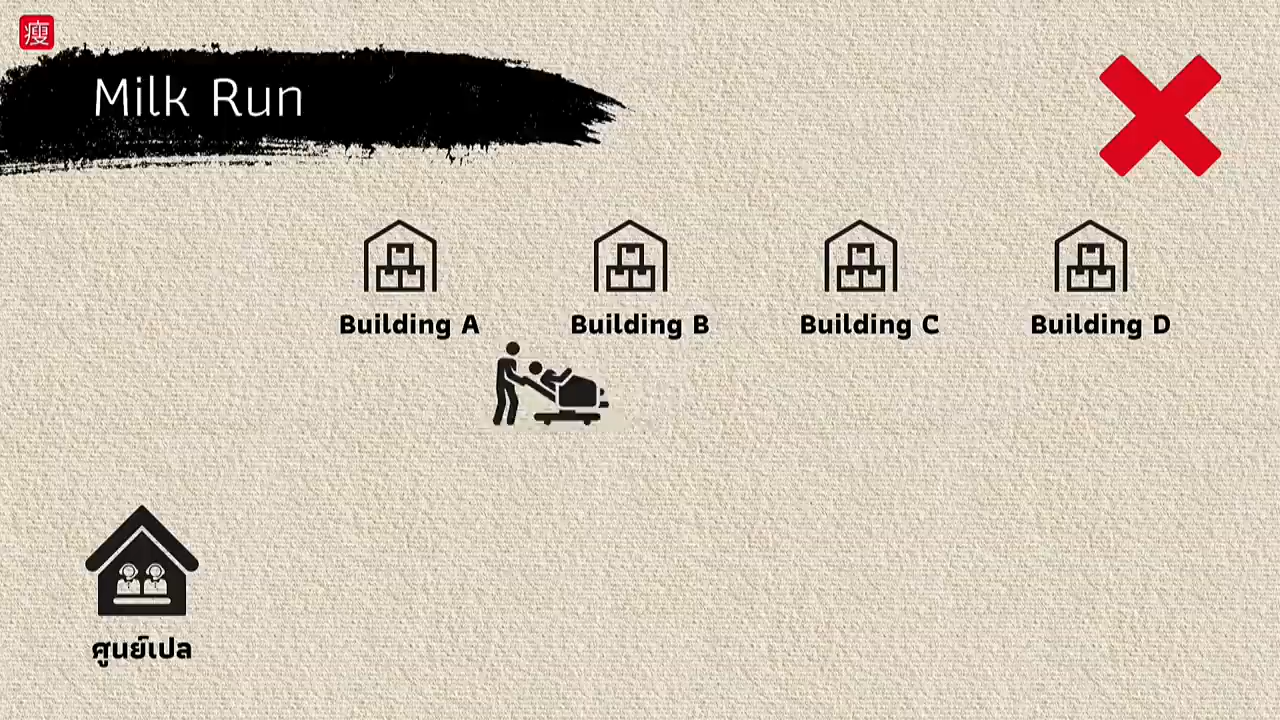 瘦
Milk Run
Building A
Building B
Building C
Building D
ศูนย์เปล